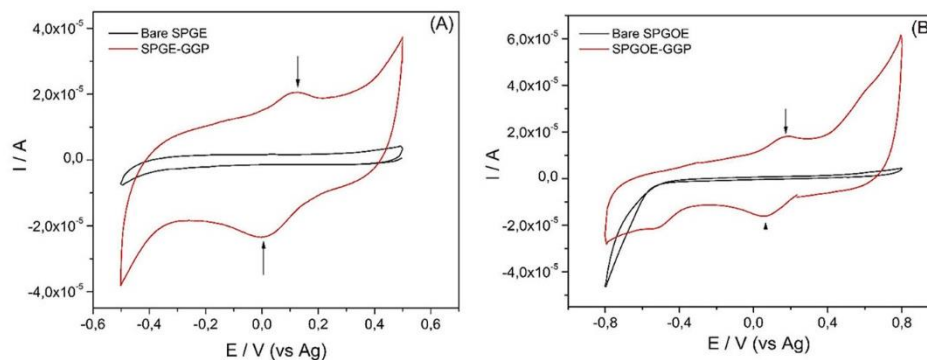 (A)
Bare SPGE
SPGE-GGP
4,0x10⁻⁵
2,0x10⁻⁵
0,0
-2,0x10⁻⁵
-4,0x10⁻⁵
I / A
-0,6
-0,4
-0,2
0,0
0,2
0,4
0,6
E / V (vs Ag)
(B
Bare SPGOE
SPGOE-GGP
6,0x10⁻⁵
4,0x10⁻⁵
2,0x10⁻⁵
0,0
-2,0x10⁻⁵
-4,0x10⁻⁵
I / A
-0,8
-0,4
0,0
0,4
0,8
E / V (vs Ag)